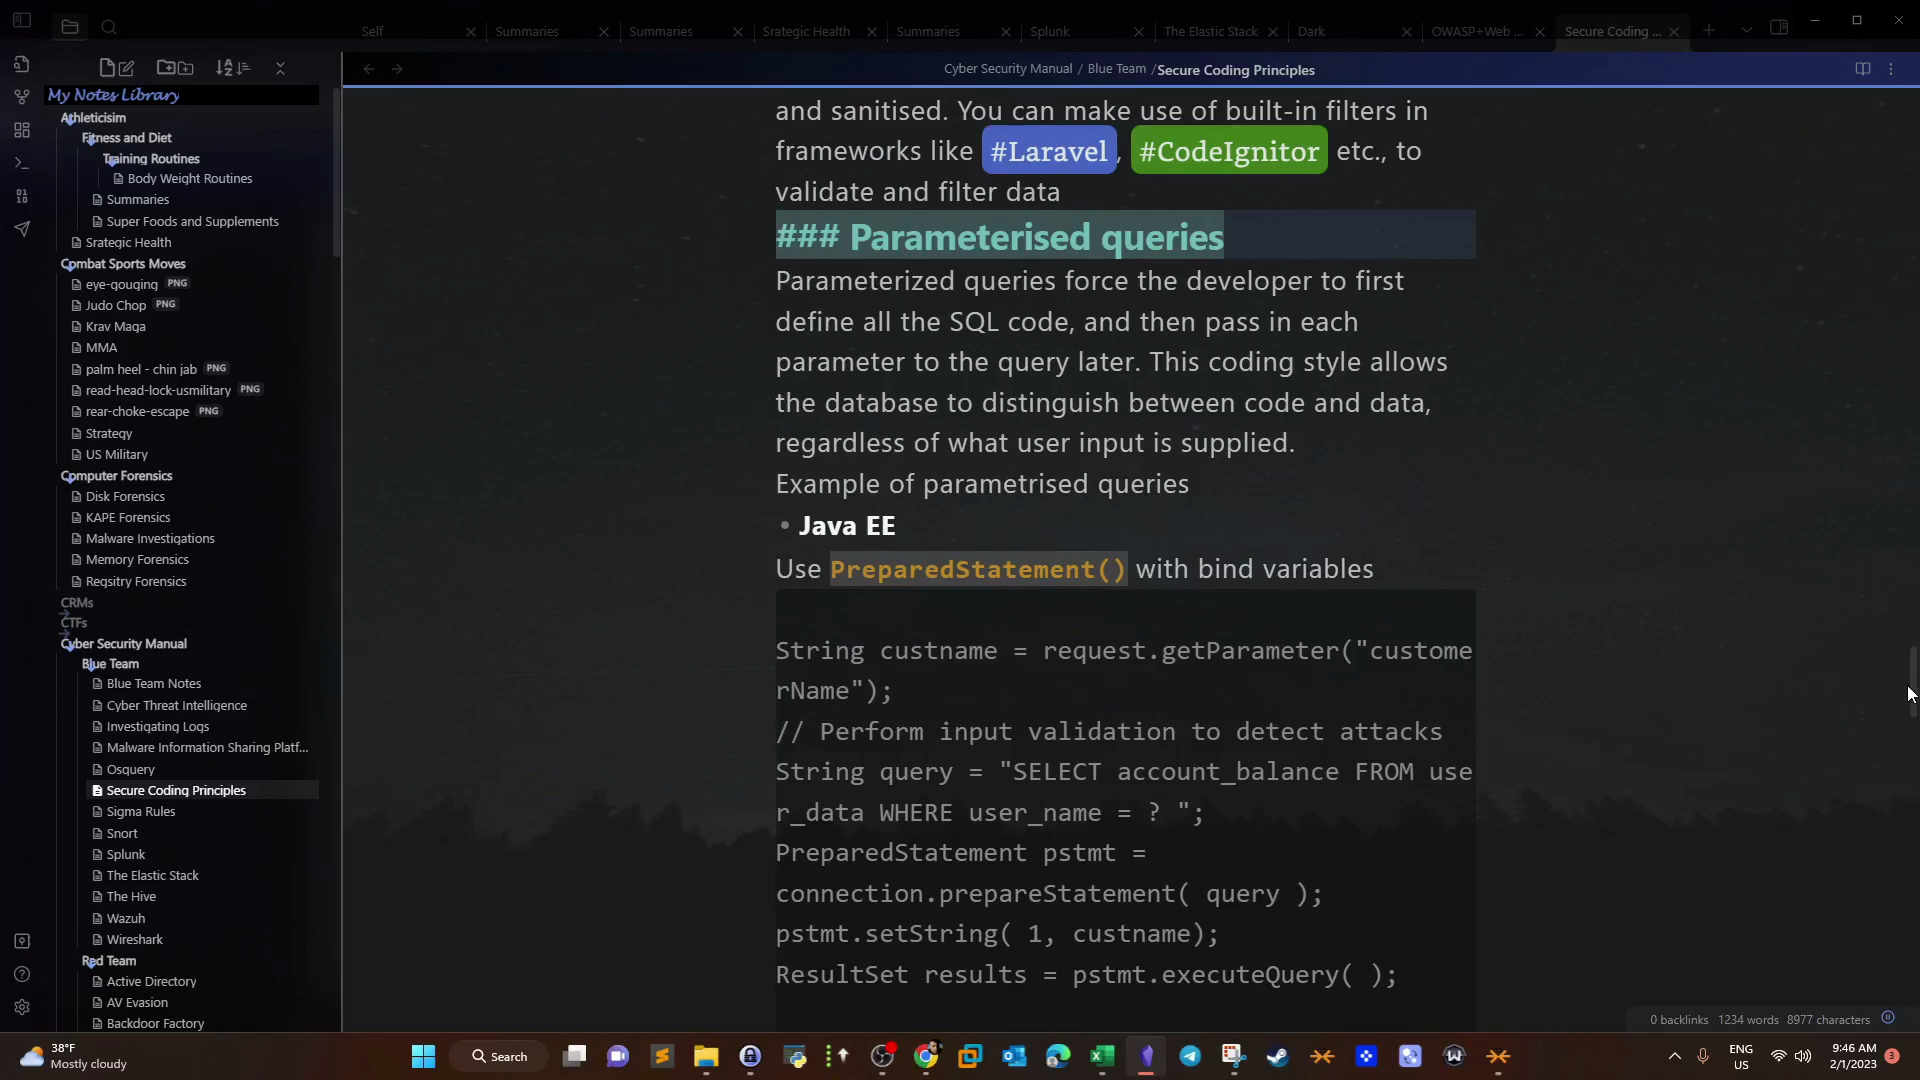 Self
Summaries
Summaries
Srategic Health
Summaries
Splunk
The Elastic Stack
Dark
OWASP+Web ...
Secure Coding ...
Cyber Security Manual / Blue Team / Secure Coding Principles
My Notes Library
Athleticisim
Fitness and Diet
Training Routines
Body Weight Routines
Summaries
Super Foods and Supplements
Srategic Health
Combat Sports Moves
eye-gouging PNG
Judo Chop PNG
Krav Maga
MMA
palm heel - chin jab PNG
read-head-lock-usmilitary PNG
rear-choke-escape PNG
Strategy
US Military
Computer Forensics
Disk Forensics
KAPE Forensics
Malware Investigations
Memory Forensics
Reqsitry Forensics
CRMs
CTFs
Cyber Security Manual
Blue Team
Blue Team Notes
Cyber Threat Intelligence
Investigating Logs
Malware Information Sharing Platf...
Osquery
Secure Coding Principles
Sigma Rules
Snort
Splunk
The Elastic Stack
The Hive
Wazuh
Wireshark
Red Team
Active Directory
AV Evasion
Backdoor Factory
and sanitised. You can make use of built-in filters in
frameworks like #Laravel, #CodeIgnitor etc., to
validate and filter data
### Parameterised queries
Parameterized queries force the developer to first
define all the SQL code, and then pass in each
parameter to the query later. This coding style allows
the database to distinguish between code and data,
regardless of what user input is supplied.
Example of parametrised queries
• Java EE
Use PreparedStatement() with bind variables
String custname = request.getParameter("custome
rName");
// Perform input validation to detect attacks
String query = "SELECT account_balance FROM use
r_data WHERE user_name = ? ";
PreparedStatement pstmt =
connection.prepareStatement( query );
pstmt.setString( 1, custname);
ResultSet results = pstmt.executeQuery( );
0 backlinks 1234 words 8977 characters
38°F
Mostly cloudy
Search
ENG
US
9:46 AM
2/1/2023
3